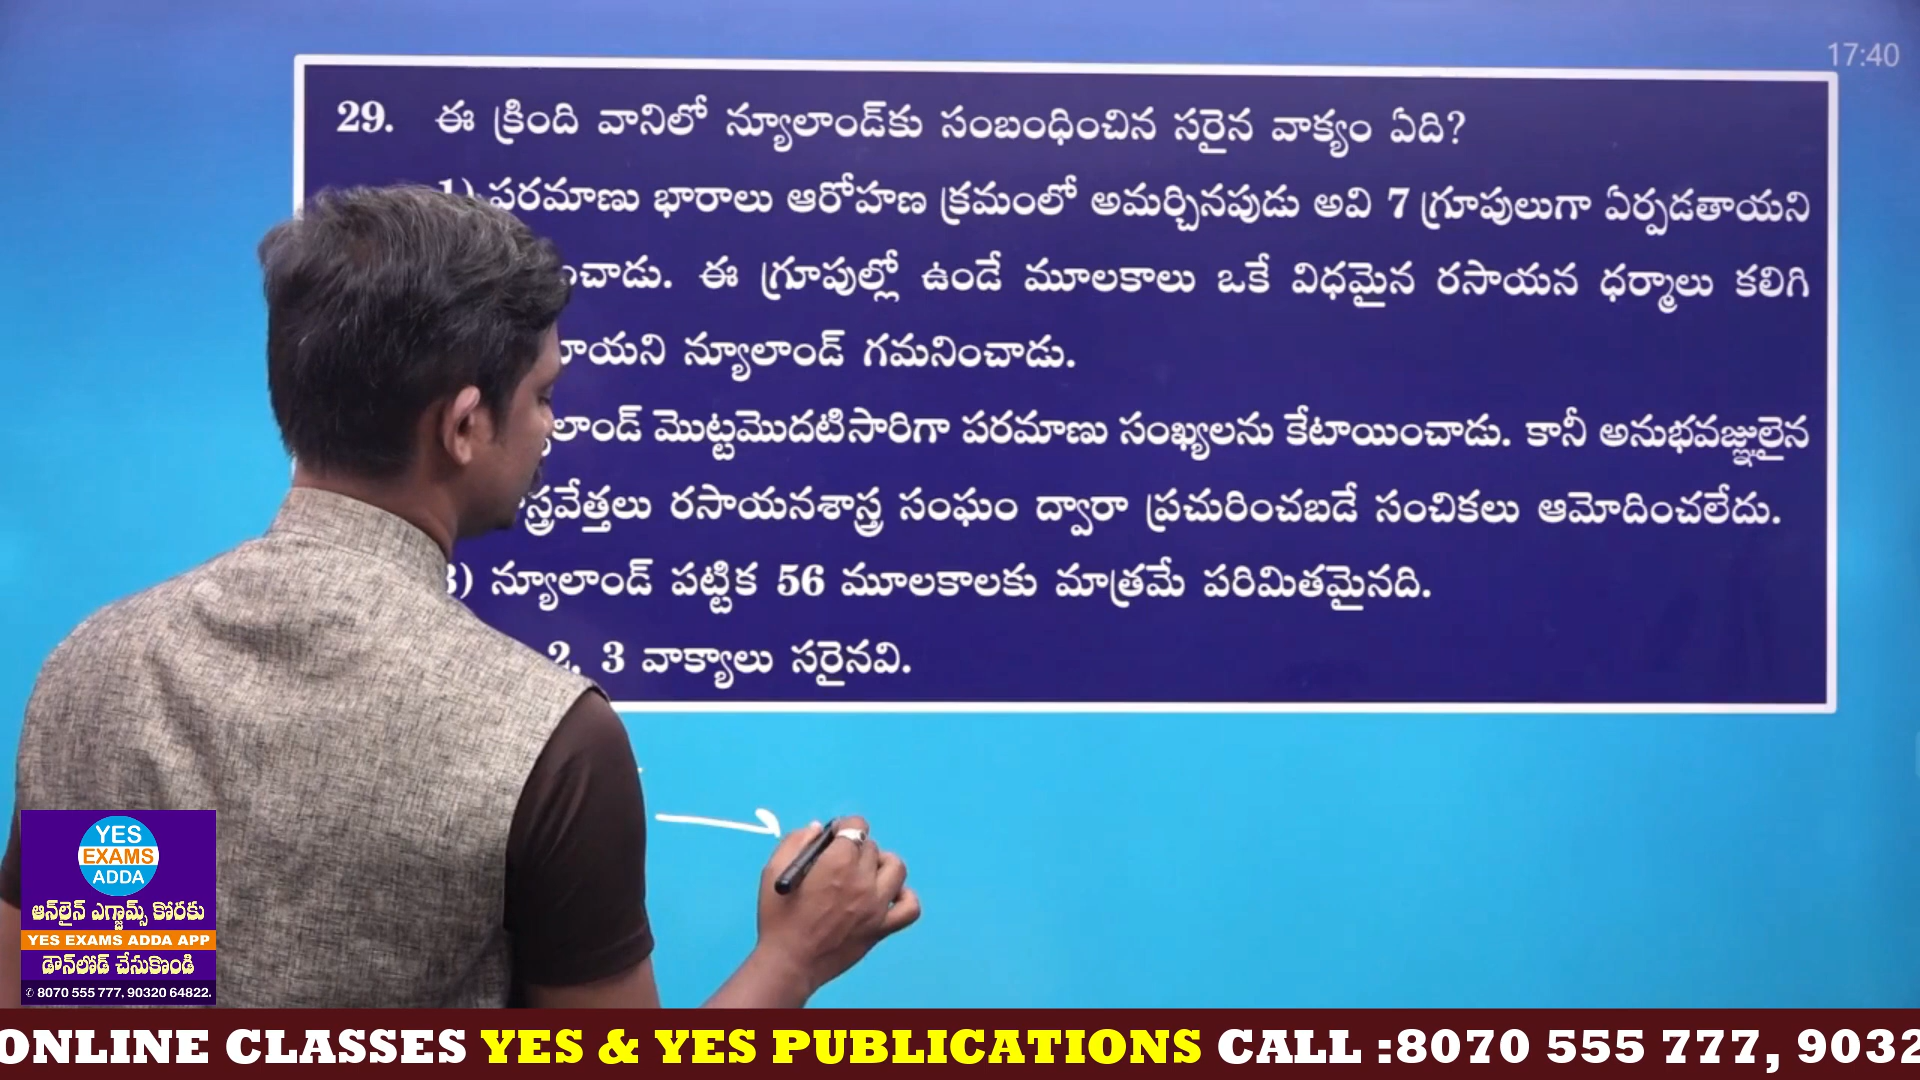 17:40
29. ఈ క్రింది వానిలో న్యూలాండ్‌కు సంబంధించిన సరైన వాక్యం ఏది?
1) పరమాణు భారాలు ఆరోహణ క్రమంలో అమర్చినపుడు అవి 7 గ్రూపులుగా ఏర్పడతాయని
ఈ గ్రూపుల్లో ఉండే మూలకాలు ఒకే విధమైన రసాయన ధర్మాలు కలిగి
న్యూలాండ్ గమనించాడు.
మొట్టమొదటిసారిగా పరమాణు సంఖ్యలను కేటాయించాడు. కానీ అనుభవజ్ఞులైన
రసాయనశాస్త్ర సంఘం ద్వారా ప్రచురించబడే సంచికలు ఆమోదించలేదు.
3) న్యూలాండ్ పట్టిక 56 మూలకాలకు మాత్రమే పరిమితమైనది.
2, 3 వాక్యాలు సరైనవి.
YES
EXAMS
ADDA
ఆన్‌లైన్ ఎగ్జామ్స్ కొరకు
YES EXAMS ADDA APP
డౌన్‌లోడ్ చేసుకొండి
✆ 8070 555 777, 90320 64822.
ONLINE CLASSES YES & YES PUBLICATIONS CALL :8070 555 777, 9032